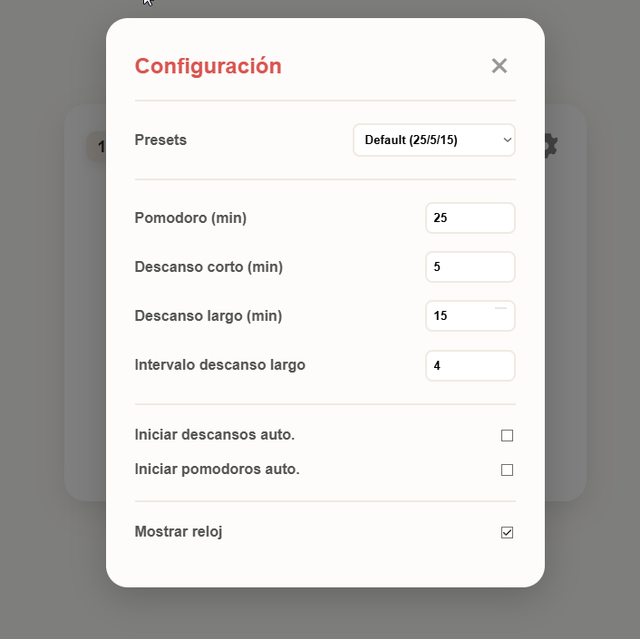 Configuración
1
Presets
Default (25/5/15)
Pomodoro (min)
25
Descanso corto (min)
5
Descanso largo (min)
15
Intervalo descanso largo
4
Iniciar descansos auto.
Iniciar pomodoros auto.
Mostrar reloj